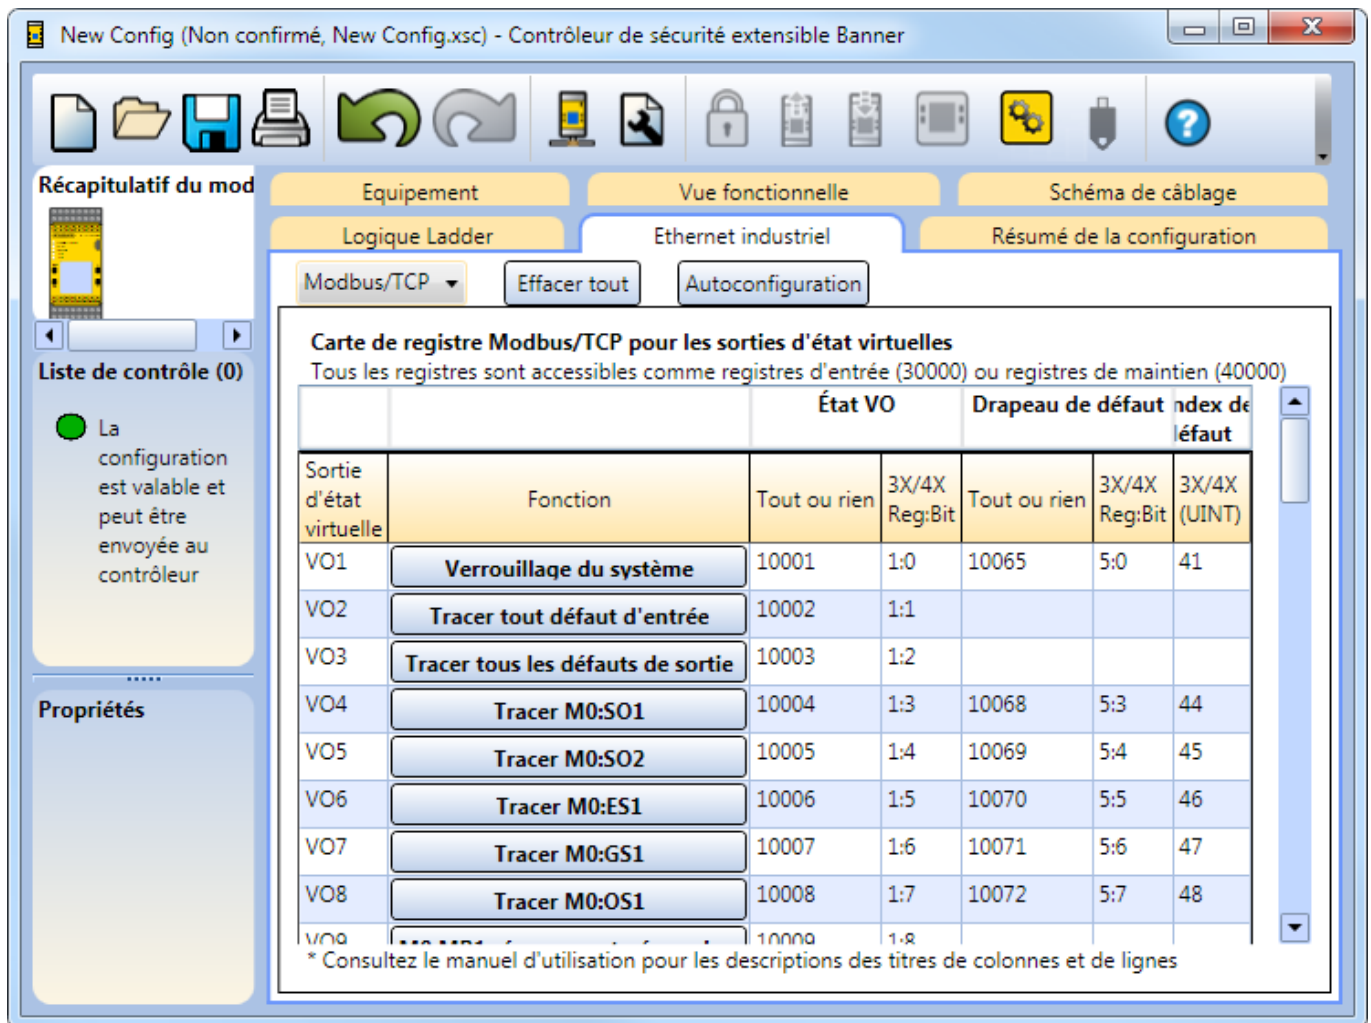 New Config (Non confirmé, New Config.xsc) - Contrôleur de sécurité extensible Banner
Récapitulatif du mod
Equipement Vue fonctionnelle Schéma de câblage
Logique Ladder Ethernet industriel Résumé de la configuration
Modbus/TCP Effacer tout Autoconfiguration
Liste de contrôle (0)
La
configuration
est valable et
peut être
envoyée au
contrôleur
Propriétés
Carte de registre Modbus/TCP pour les sorties d'état virtuelles
Tous les registres sont accessibles comme registres d'entrée (30000) ou registres de maintien (40000)
État VO Drapeau de défaut ndex de
éfaut
Sortie
d'état
virtuelle
Fonction
Tout ou rien
3X/4X
Reg:Bit
Tout ou rien
3X/4X
Reg:Bit
3X/4X
(UINT)
VO1 Verrouillage du système 10001 1:0 10065 5:0 41
VO2 Tracer tout défaut d'entrée 10002 1:1
VO3 Tracer tous les défauts de sortie 10003 1:2
VO4 Tracer M0:SO1 10004 1:3 10068 5:3 44
VO5 Tracer M0:SO2 10005 1:4 10069 5:4 45
VO6 Tracer M0:ES1 10006 1:5 10070 5:5 46
VO7 Tracer M0:GS1 10007 1:6 10071 5:6 47
VO8 Tracer M0:OS1 10008 1:7 10072 5:7 48
VO9 10009 1:8
* Consultez le manuel d'utilisation pour les descriptions des titres de colonnes et de lignes